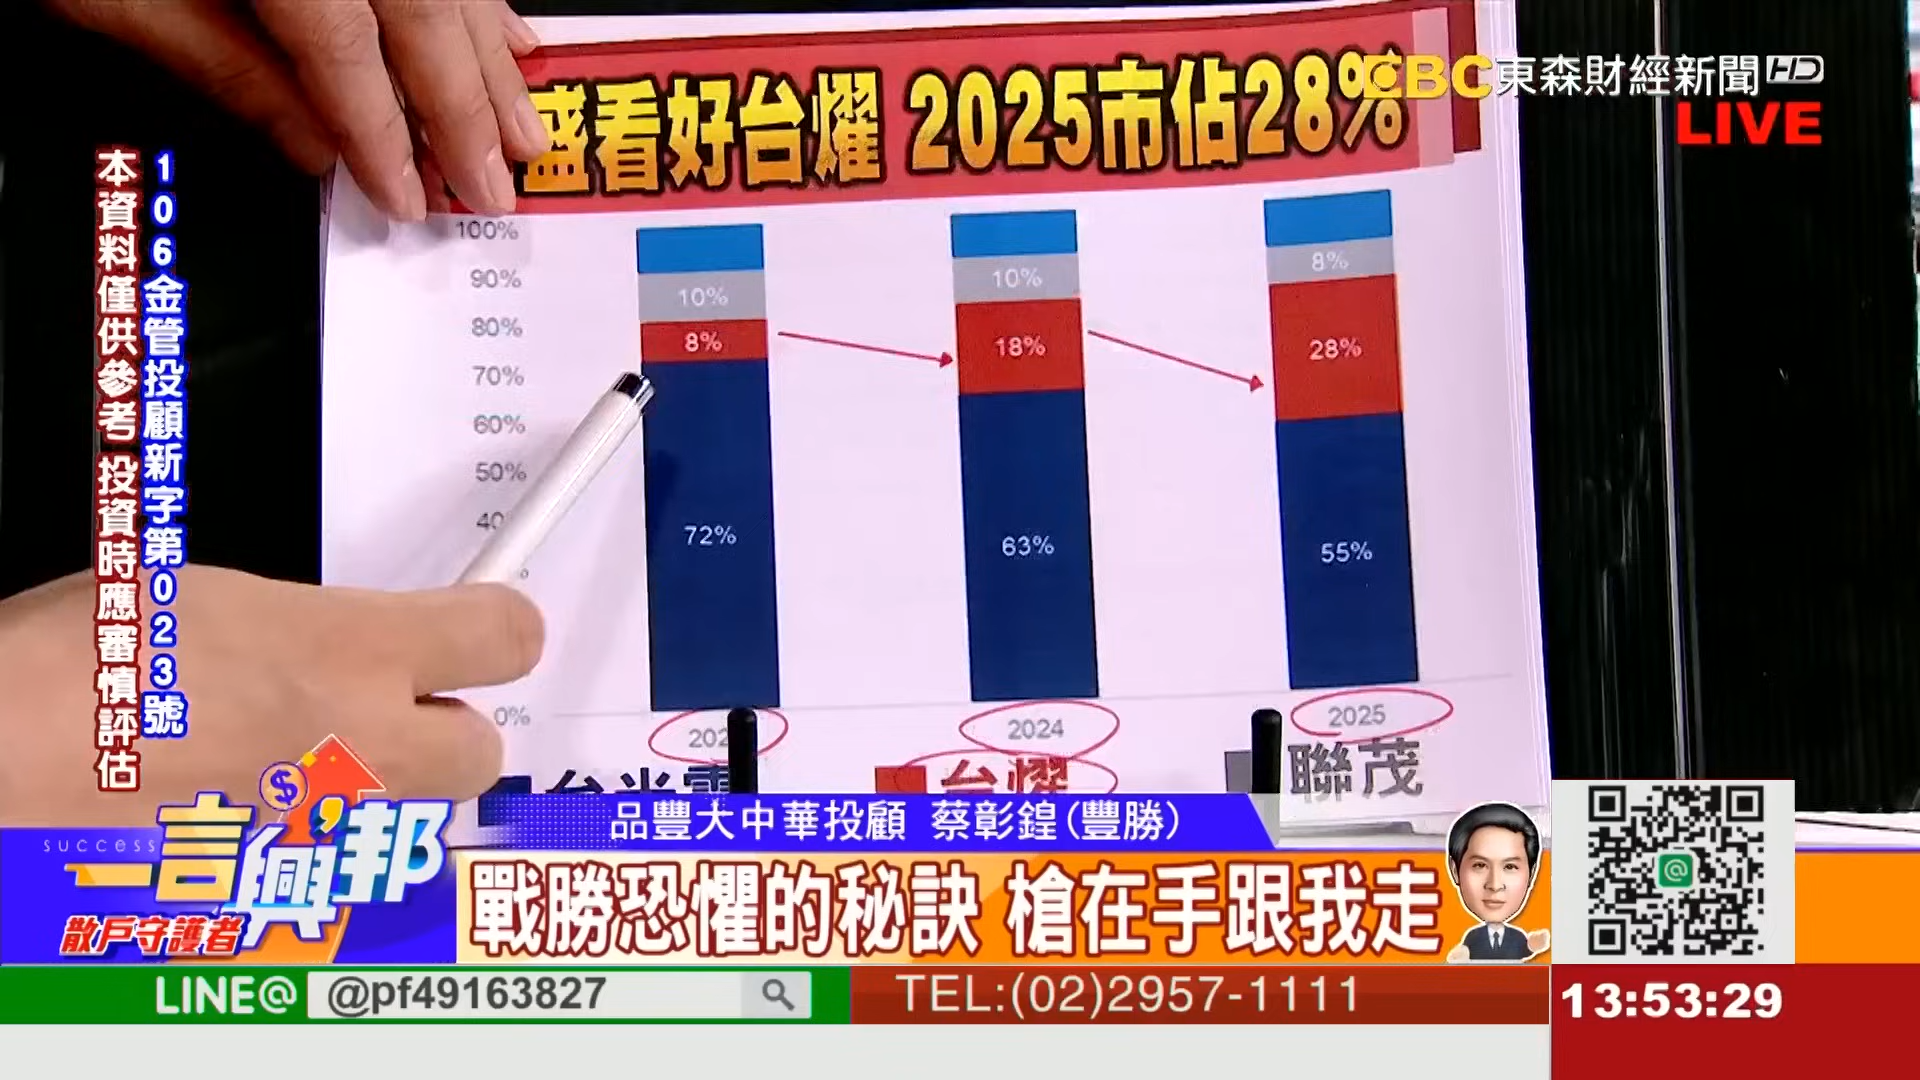 盛看好台燿 2025市佔28%
EBC東森財經新聞HD
LIVE
106金管投顧新字第023號
本資料僅供參考 投資時應審慎評估
100%
90%
80%
70%
60%
50%
0%
10%
8%
72%
10%
18%
63%
8%
28%
55%
2024
2025
台燿
聯茂
success
一言興邦
散戶守護者
品豐大中華投顧 蔡彰鍠(豐勝)
戰勝恐懼的秘訣 槍在手跟我走
LINE@ @pf49163827
TEL:(02)2957-1111
13:53:29